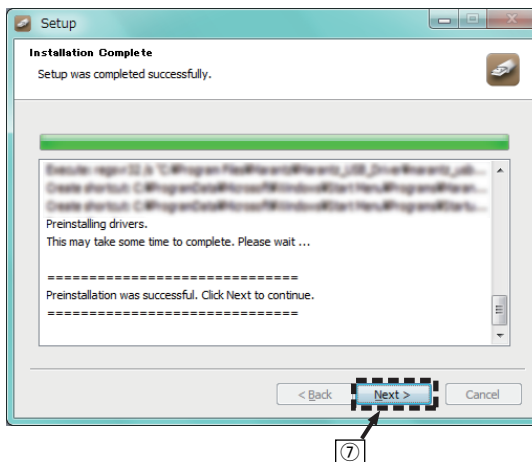 Setup
Installation Complete
Setup was completed successfully.
Preinstalling drivers.
This may take some time to complete. Please wait ...
==============================
Preinstallation was successful. Click Next to continue.
==============================
< Back
Next >
Cancel
⑦